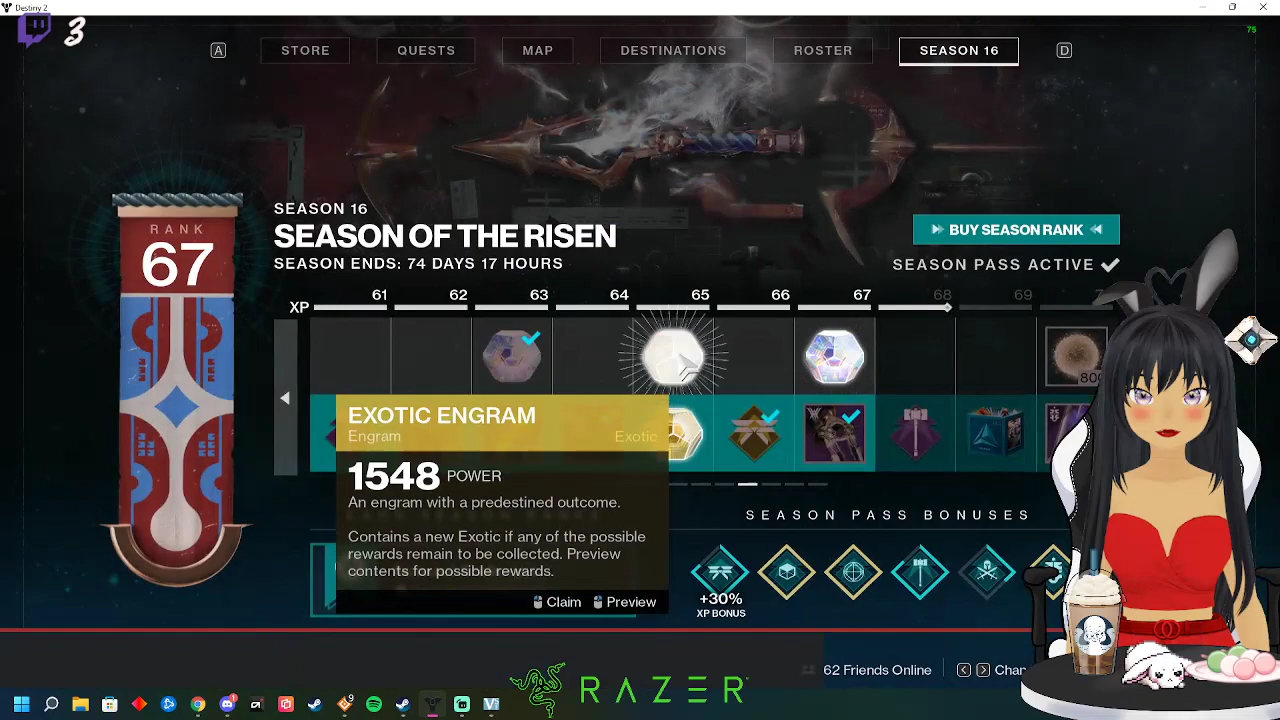 Destiny 2
3
75
A
STORE
QUESTS
MAP
DESTINATIONS
ROSTER
SEASON 16
D
RANK
67
SEASON 16
SEASON OF THE RISEN
SEASON ENDS: 74 DAYS 17 HOURS
BUY SEASON RANK
SEASON PASS ACTIVE
XP
61
62
63
64
65
66
67
68
69
800
EXOTIC ENGRAM
Engram
Exotic
1548 POWER
An engram with a predestined outcome.
Contains a new Exotic if any of the possible
rewards remain to be collected. Preview
contents for possible rewards.
Claim
Preview
SEASON PASS BONUSES
+30%
XP BONUS
62 Friends Online
RAZER